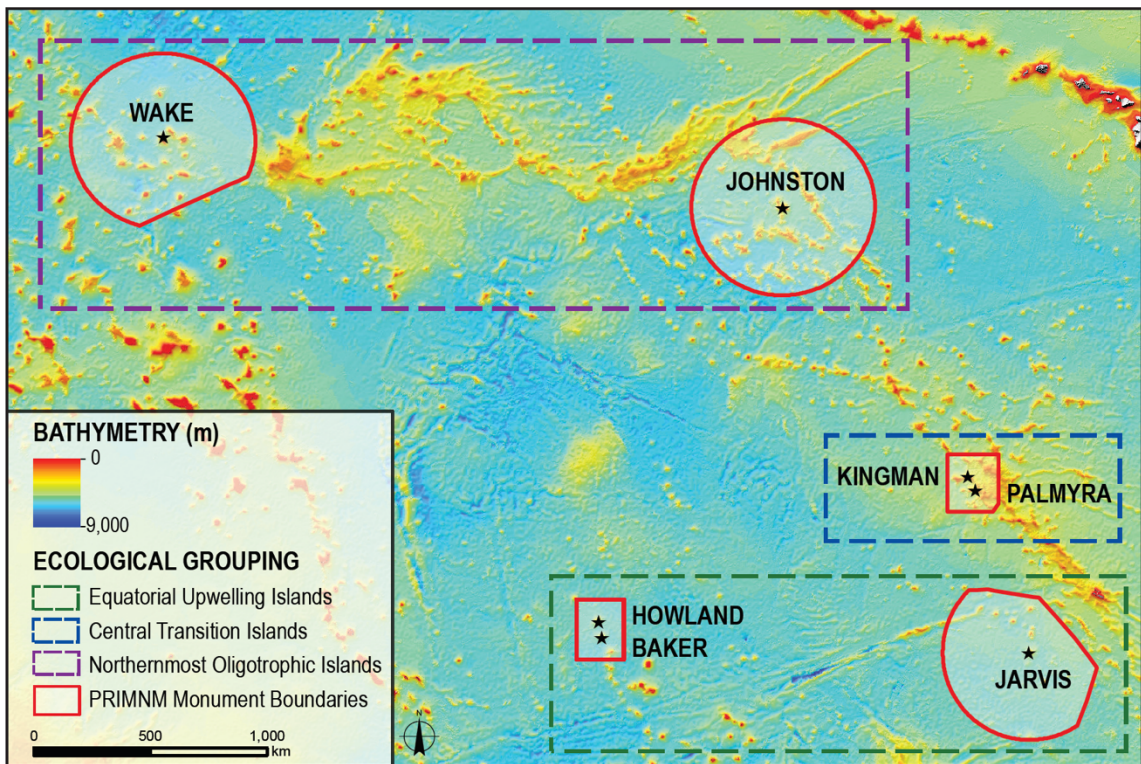 WAKE
JOHNSTON
KINGMAN
PALMYRA
HOWLAND
BAKER
JARVIS
BATHYMETRY (m)
0
-9,000
ECOLOGICAL GROUPING
Equatorial Upwelling Islands
Central Transition Islands
Northernmost Oligotrophic Islands
PRIMNM Monument Boundaries
0 500 1,000
km
N